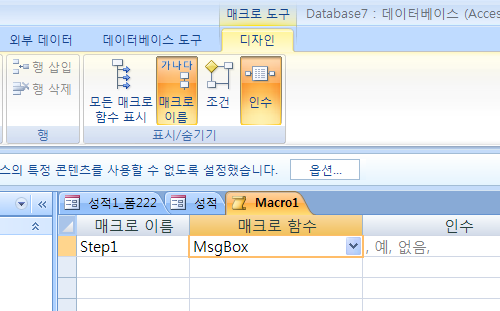 매크로 도구
Database7 : 데이터베이스 (Acces
외부 데이터
데이터베이스 도구
디자인
행 삽입
행 삭제
모든 매크로
함수 표시
가나다
매크로
이름
조건
인수
행
표시/숨기기
스의 특정 콘텐츠를 사용할 수 없도록 설정했습니다.
옵션...
성적1_폼222
성적
Macro1
매크로 이름
매크로 함수
인수
Step1
MsgBox
, 예, 없음,